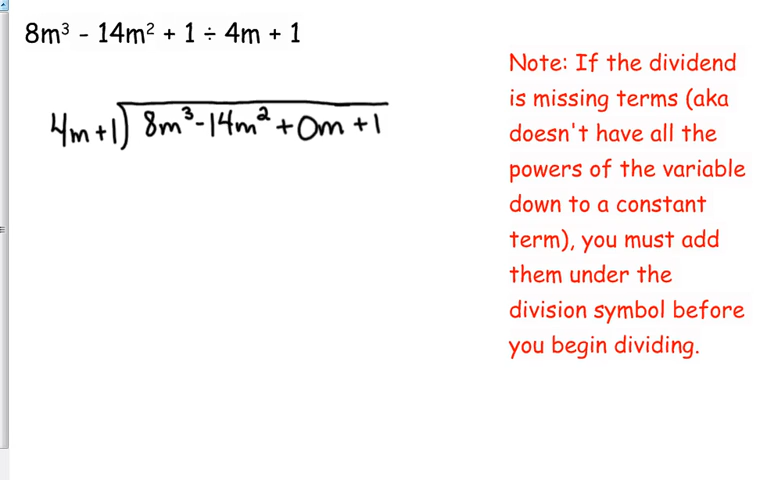 8m³ - 14m² + 1 ÷ 4m + 1
4m+1) 8m³-14m²+0m+1
Note: If the dividend
is missing terms (aka
doesn't have all the
powers of the variable
down to a constant
term), you must add
them under the
division symbol before
you begin dividing.